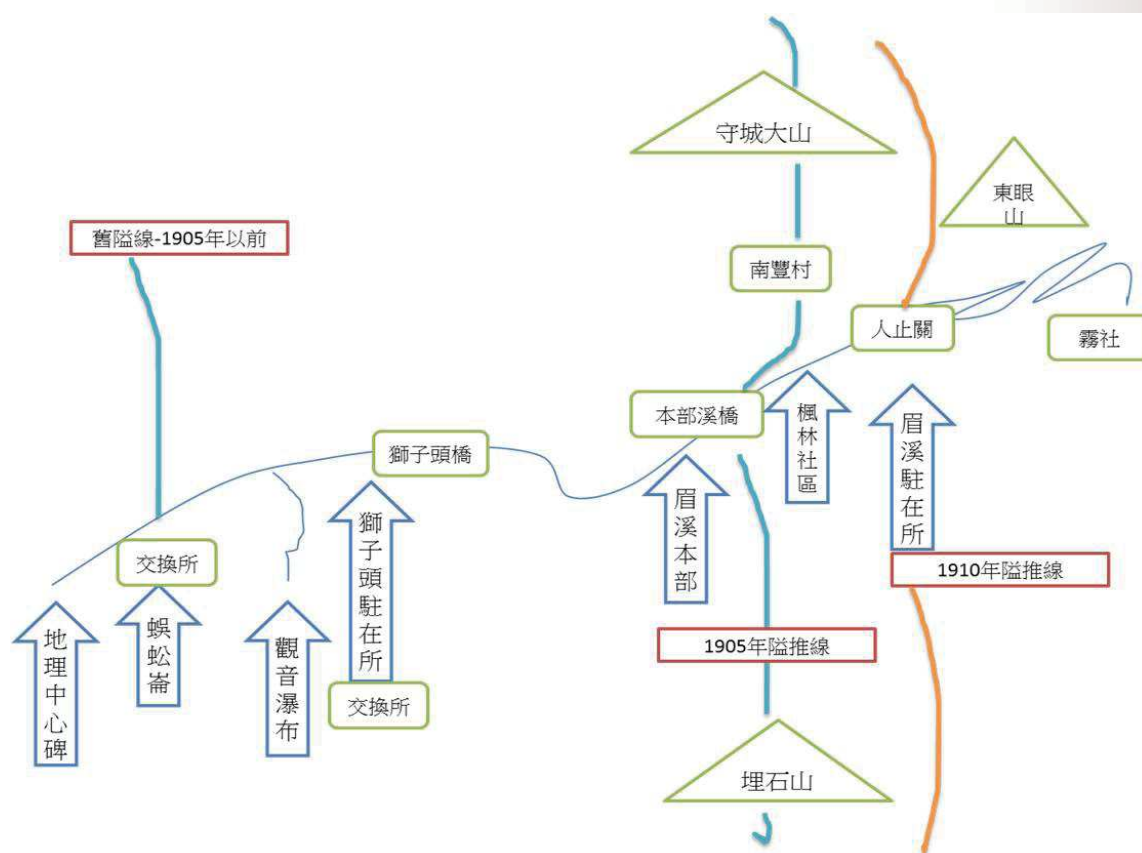 守城大山
東眼
山
舊隘線-1905年以前
南豐村
人止關
霧社
本部溪橋
楓林社區
眉溪駐在所
獅子頭橋
眉溪本部
獅子頭駐在所
交換所
1910年隘推線
地理中心碑
蜈蚣崙
觀音瀑布
1905年隘推線
交換所
埋石山